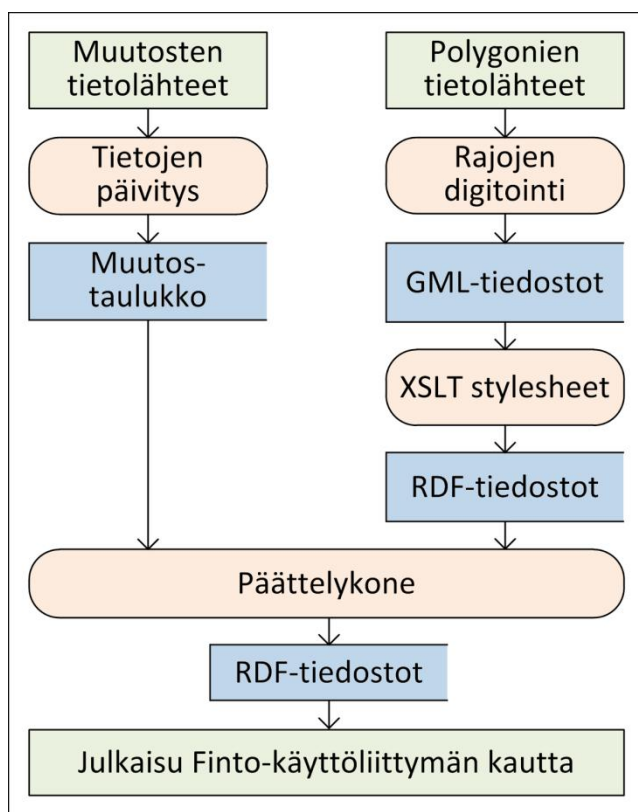 Muutosten
tietolähteet
Tietojen
päivitys
Muutos-
taulukko
Polygonien
tietolähteet
Rajojen
digitointi
GML-tiedostot
XSLT stylesheet
RDF-tiedostot
Päättelykone
RDF-tiedostot
Julkaisu Finto-käyttöliittymän kautta